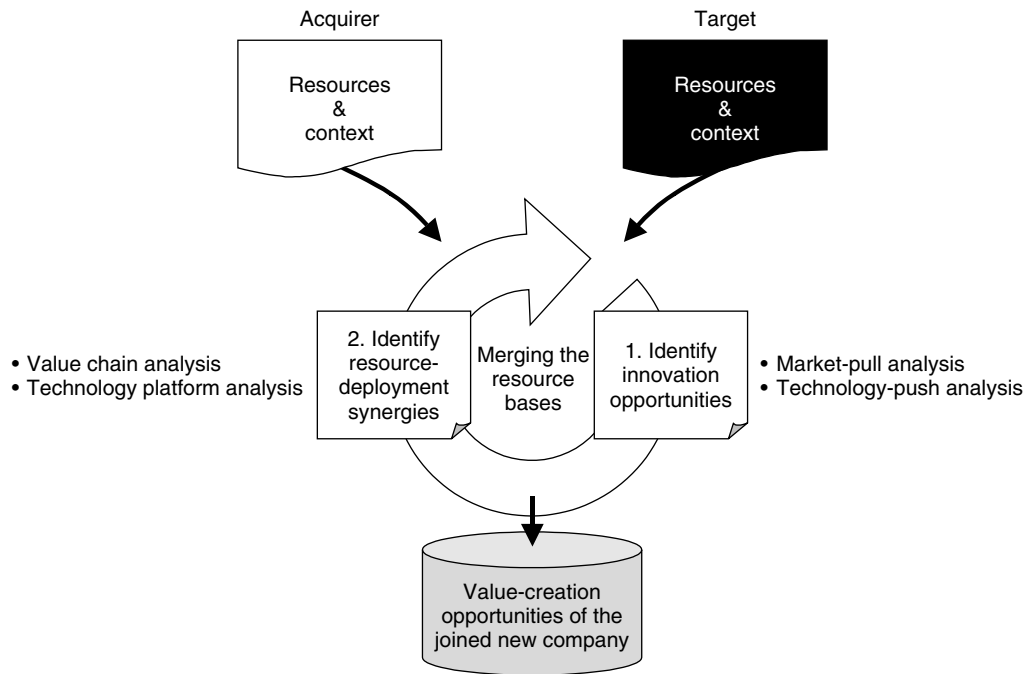 Acquirer
Target
Resources
&
context
Resources
&
context
2. Identify
resource-
deployment
synergies
Merging the
resource
bases
1. Identify
innovation
opportunities
• Value chain analysis
• Technology platform analysis
• Market-pull analysis
• Technology-push analysis
Value-creation
opportunities of the
joined new company